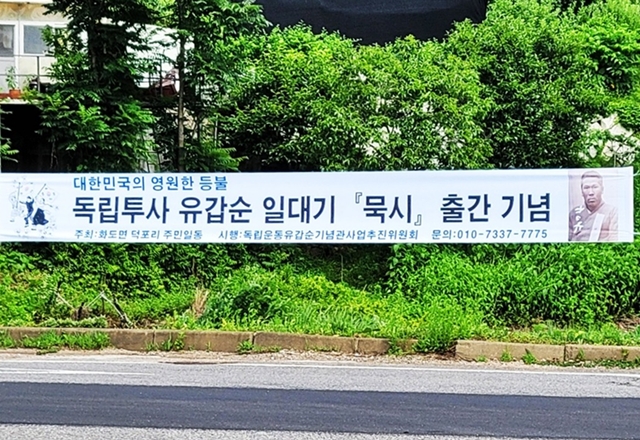 대한민국의 영원한 등불
독립투사 유갑순 일대기 『묵시』 출간 기념
주최:화도면 덕포리 주민일동 시행:독립운동유갑순기념관사업추진위원회 문의:010-7337-7775